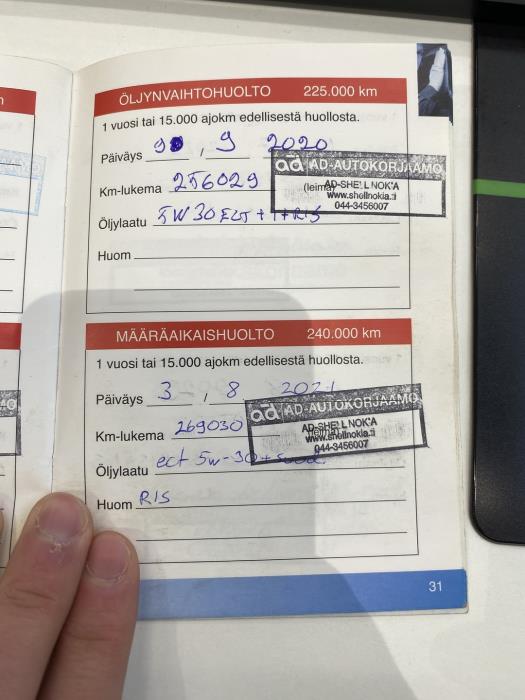 ÖLJYNVAIHTOHUOLTO 225.000 km
1 vuosi tai 15.000 ajokm edellisestä huollosta.
Päiväys 9 , 9 2020
ad AD-AUTOKORJAAMO
Km-lukema 256029
(leima) AD-SHELL NOKIA
www.shellnokia.fi
044-3456007
Öljylaatu 5W30 ECT +
Huom
MÄÄRÄAIKAISHUOLTO 240.000 km
1 vuosi tai 15.000 ajokm edellisestä huollosta.
Päiväys 3 , 8 2021
ad AD-AUTOKORJAAMO
Km-lukema 269030
AD-SHELL NOKIA
www.shellnokia.fi
044-3456007
Öljylaatu ect 5w-30 +
Huom RIS
31